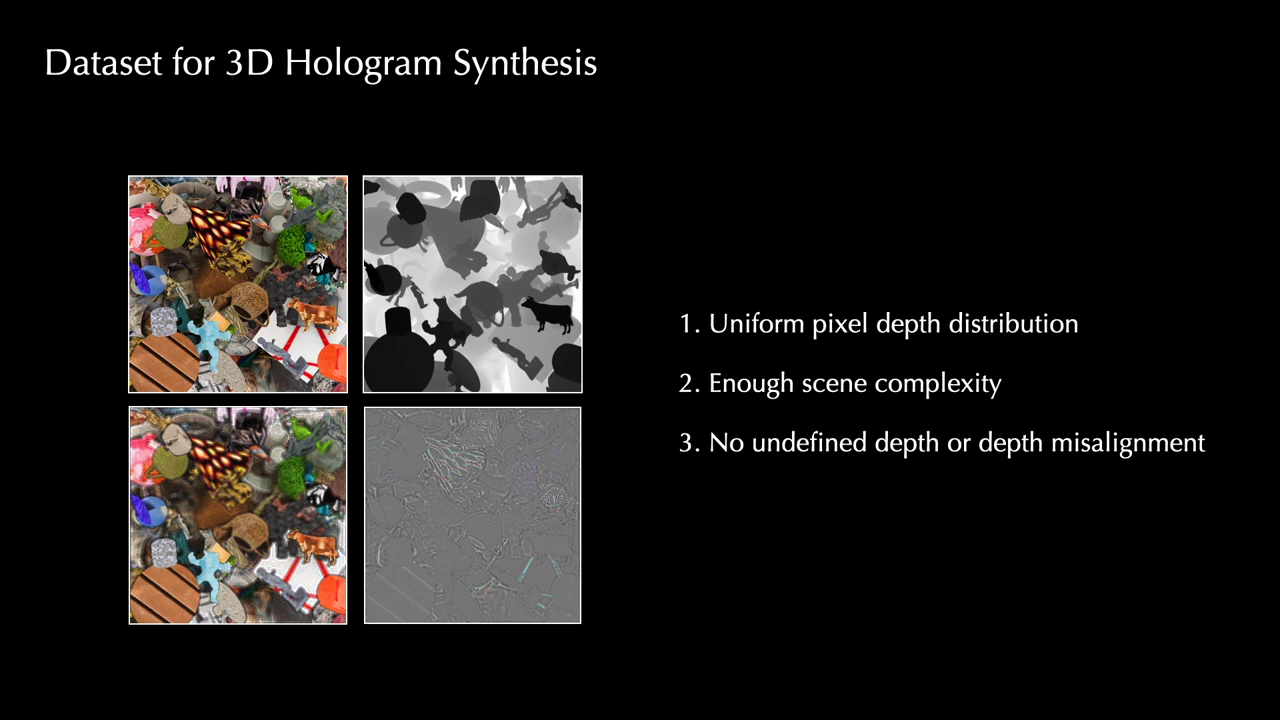 Dataset for 3D Hologram Synthesis
1. Uniform pixel depth distribution
2. Enough scene complexity
3. No undefined depth or depth misalignment